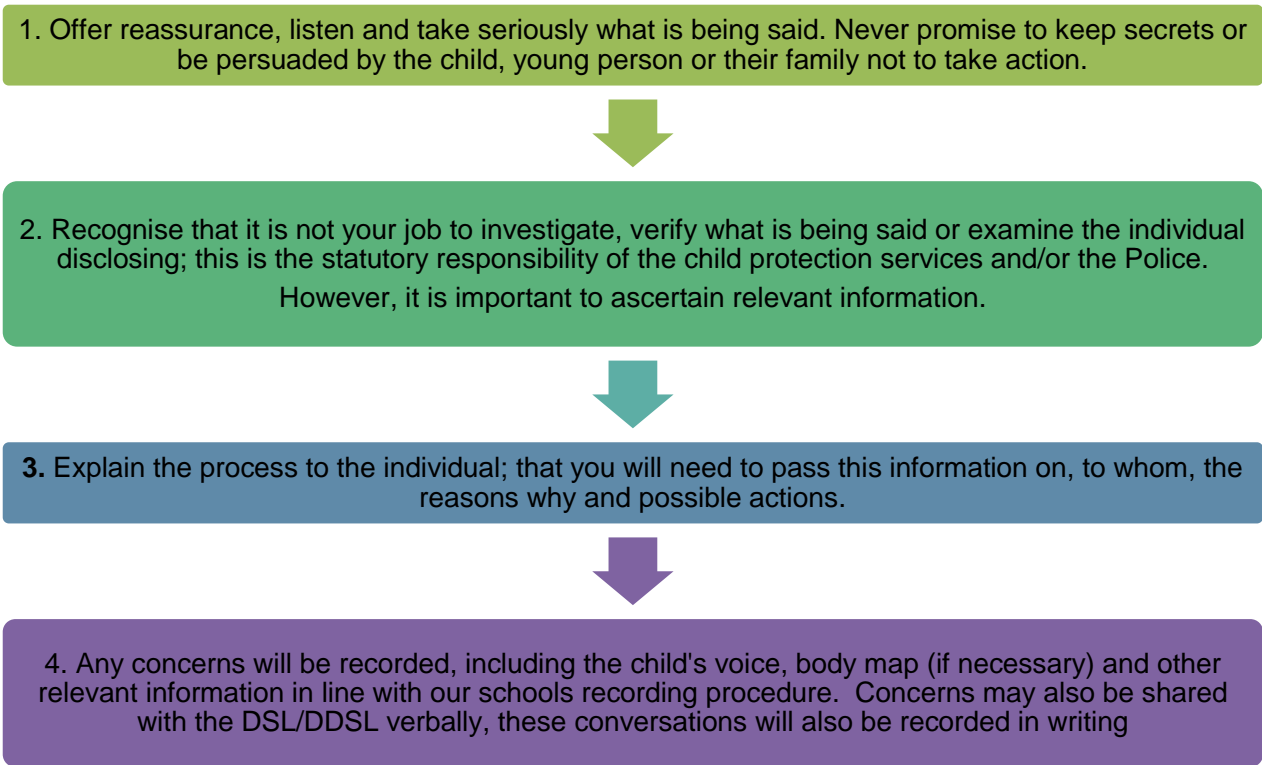 1. Offer reassurance, listen and take seriously what is being said. Never promise to keep secrets or
be persuaded by the child, young person or their family not to take action.
2. Recognise that it is not your job to investigate, verify what is being said or examine the individual
disclosing; this is the statutory responsibility of the child protection services and/or the Police.
However, it is important to ascertain relevant information.
3. Explain the process to the individual; that you will need to pass this information on, to whom, the
reasons why and possible actions.
4. Any concerns will be recorded, including the child's voice, body map (if necessary) and other
relevant information in line with our schools recording procedure.  Concerns may also be shared
with the DSL/DDSL verbally, these conversations will also be recorded in writing